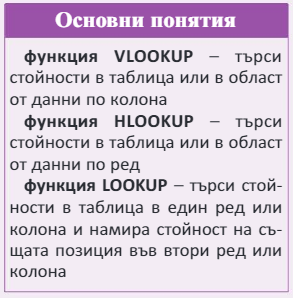 Основни понятия
функция VLOOKUP – търси
стойности в таблица или в област
от данни по колона
функция HLOOKUP – търси
стойности в таблица или в област
от данни по ред
функция LOOKUP – търси стой-
ности в таблица в един ред или
колона и намира стойност на съ-
щата позиция във втори ред или
колона